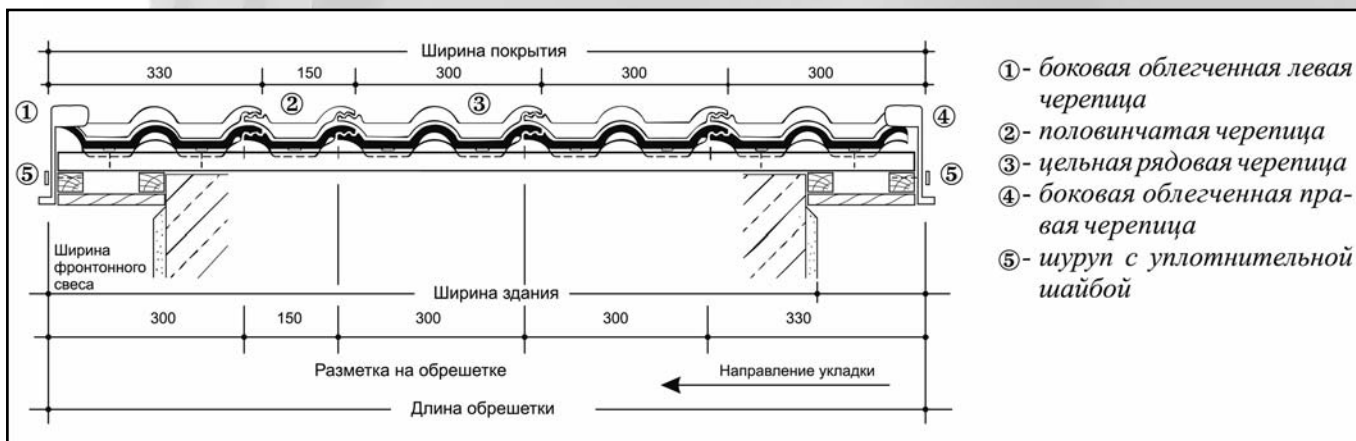 Ширина покрытия
330 150 300 300 300
① ② ③ ④
⑤ ⑤
Ширина
фронтонного
свеса
Ширина здания
300 150 300 300 330
Разметка на обрешетке
Направление укладки
Длина обрешетки
①- боковая облегченная левая
черепица
②- половинчатая черепица
③- цельная рядовая черепица
④- боковая облегченная пра-
вая черепица
⑤- шуруп с уплотнительной
шайбой